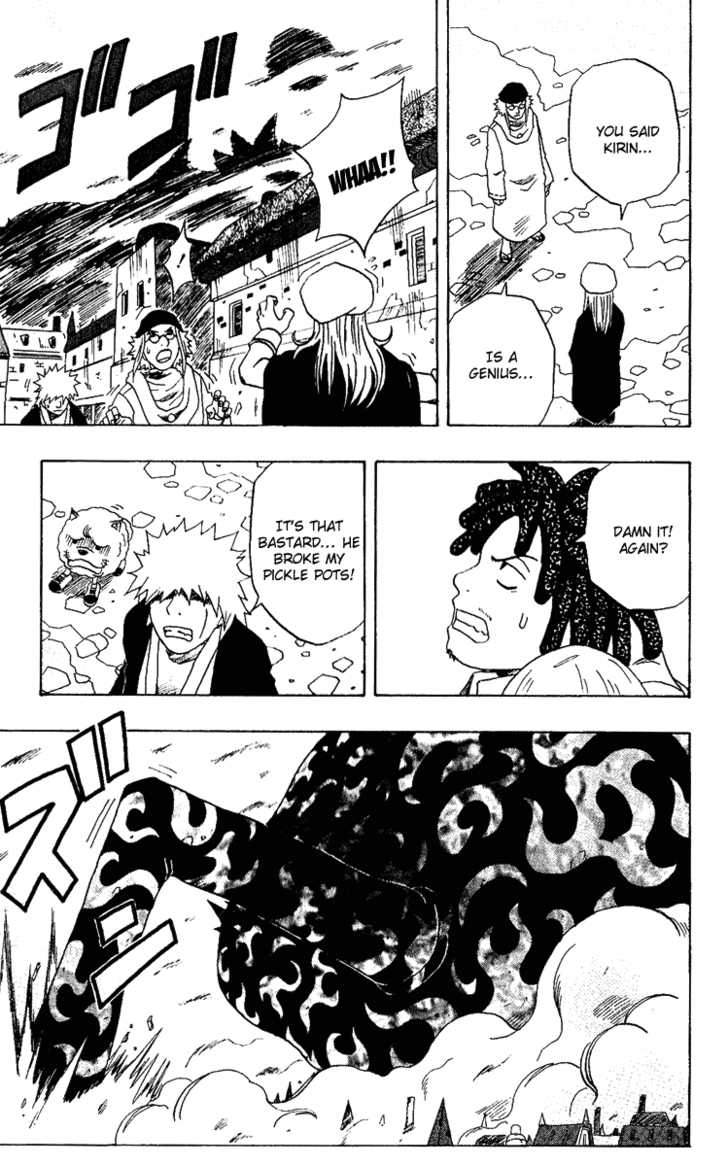 YOU SAID
KIRIN...
IS A
GENIUS...
WHAA!!
ゴゴ
DAMN IT!
AGAIN?
IT'S THAT
BASTARD... HE
BROKE MY
PICKLE POTS!
ズン